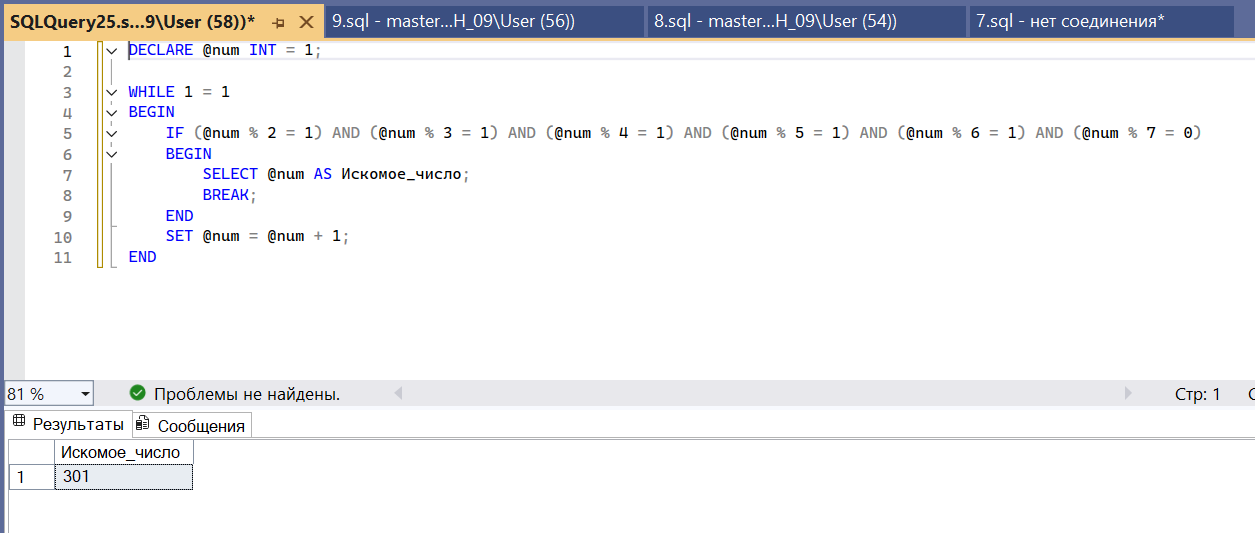 SQLQuery25.s...9\User (58))* 9.sql - master...H_09\User (56)) 8.sql - master...H_09\User (54)) 7.sql - нет соединения*
1 DECLARE @num INT = 1;
2
3 WHILE 1 = 1
4 BEGIN
5 IF (@num % 2 = 1) AND (@num % 3 = 1) AND (@num % 4 = 1) AND (@num % 5 = 1) AND (@num % 6 = 1) AND (@num % 7 = 0)
6 BEGIN
7 SELECT @num AS Искомое_число;
8 BREAK;
9 END
10 SET @num = @num + 1;
11 END
81 % Проблемы не найдены. Стр: 1
Результаты Сообщения
Искомое_число
1 301